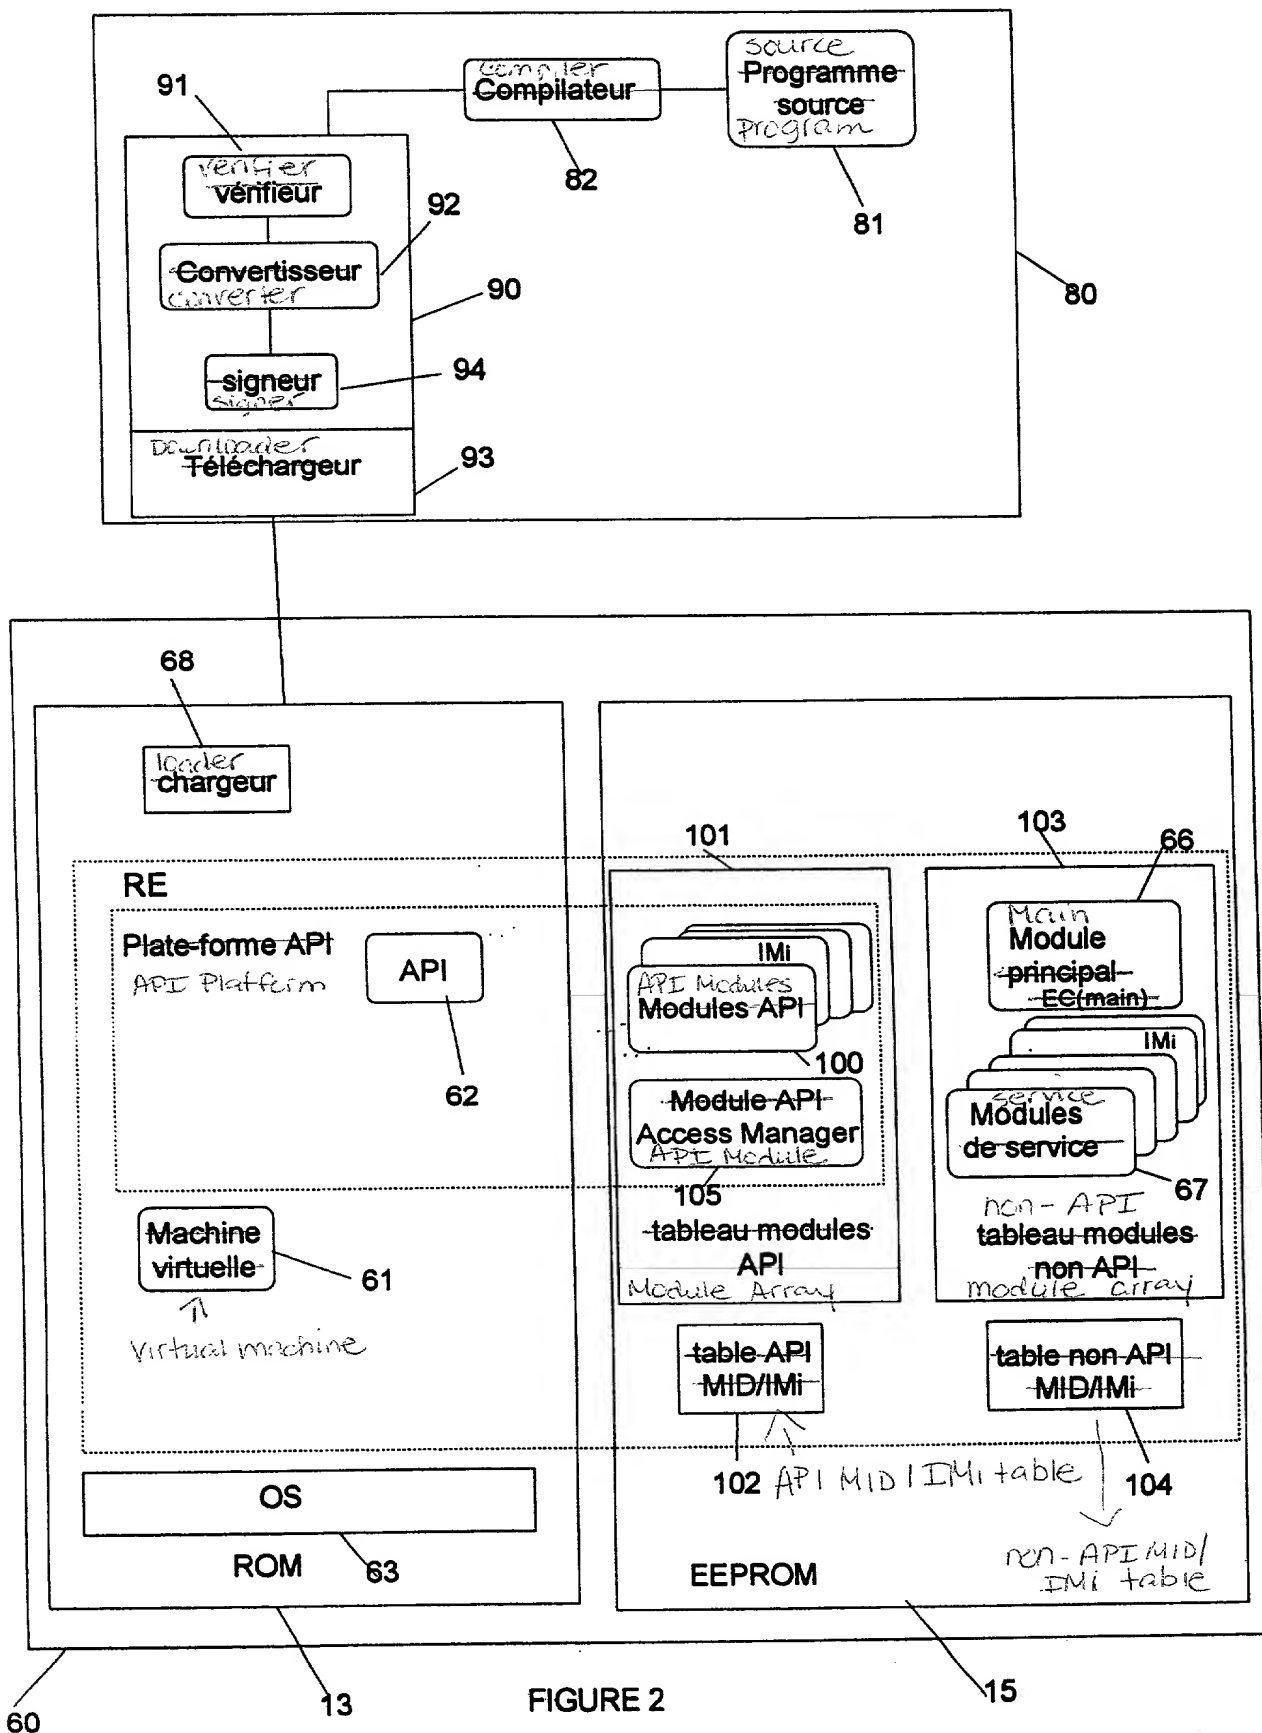 source
Programme
source
program
compiler
Compilateur
91
verifier
vérifieur
82
81
92
Convertisseur
converter
90
80
signeur
signer
94
Downloader
Téléchargeur
93
68
loader
chargeur
101
103
66
RE
Plate-forme API
API Platform
API
62
IMi
API Modules
Modules API
100
Main
Module
principal
EC(main)
IMi
service
Modules
de service
67
Module API
Access Manager
API Module
105
tableau modules
API
Module Array
non-API
tableau modules
non API
module array
Machine
virtuelle
61
Virtual machine
table API
MID/IMi
table non API
MID/IMi
102
API MID/IMi table
104
non-API MID/
IMi table
OS
ROM
63
EEPROM
60
13
FIGURE 2
15